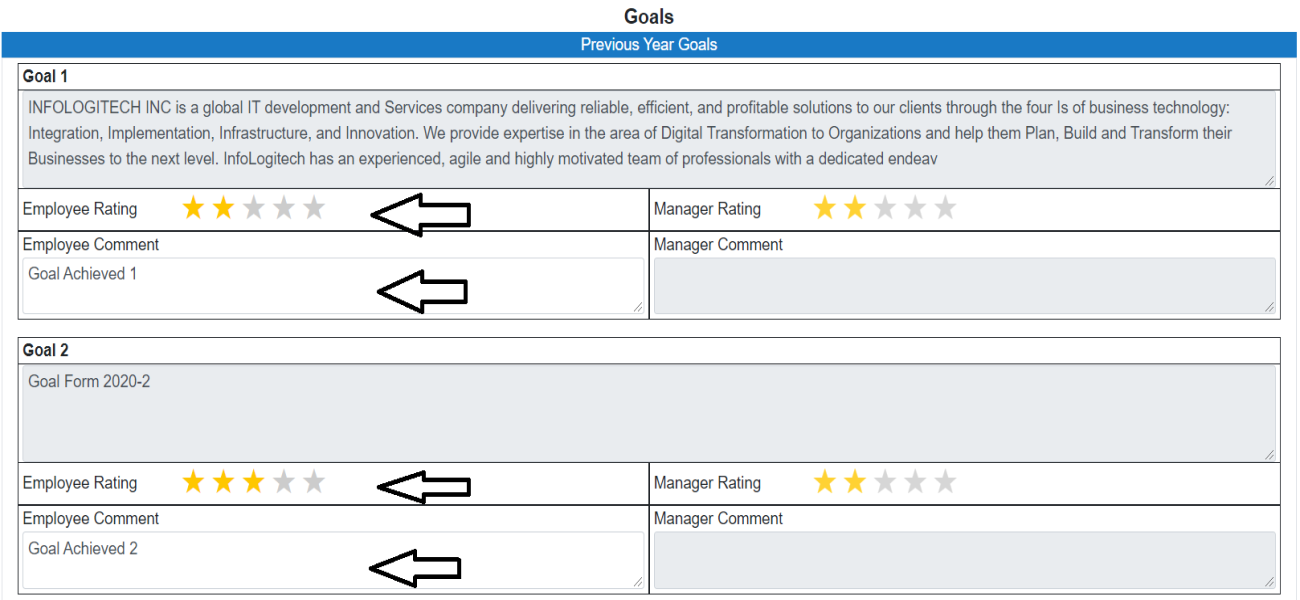 Goals
Previous Year Goals
Goal 1
INFOLOGITECH INC is a global IT development and Services company delivering reliable, efficient, and profitable solutions to our clients through the four Is of business technology:
Integration, Implementation, Infrastructure, and Innovation. We provide expertise in the area of Digital Transformation to Organizations and help them Plan, Build and Transform their
Businesses to the next level. InfoLogitech has an experienced, agile and highly motivated team of professionals with a dedicated endeav
Employee Rating
Manager Rating
Employee Comment
Manager Comment
Goal Achieved 1
Goal 2
Goal Form 2020-2
Employee Rating
Manager Rating
Employee Comment
Manager Comment
Goal Achieved 2